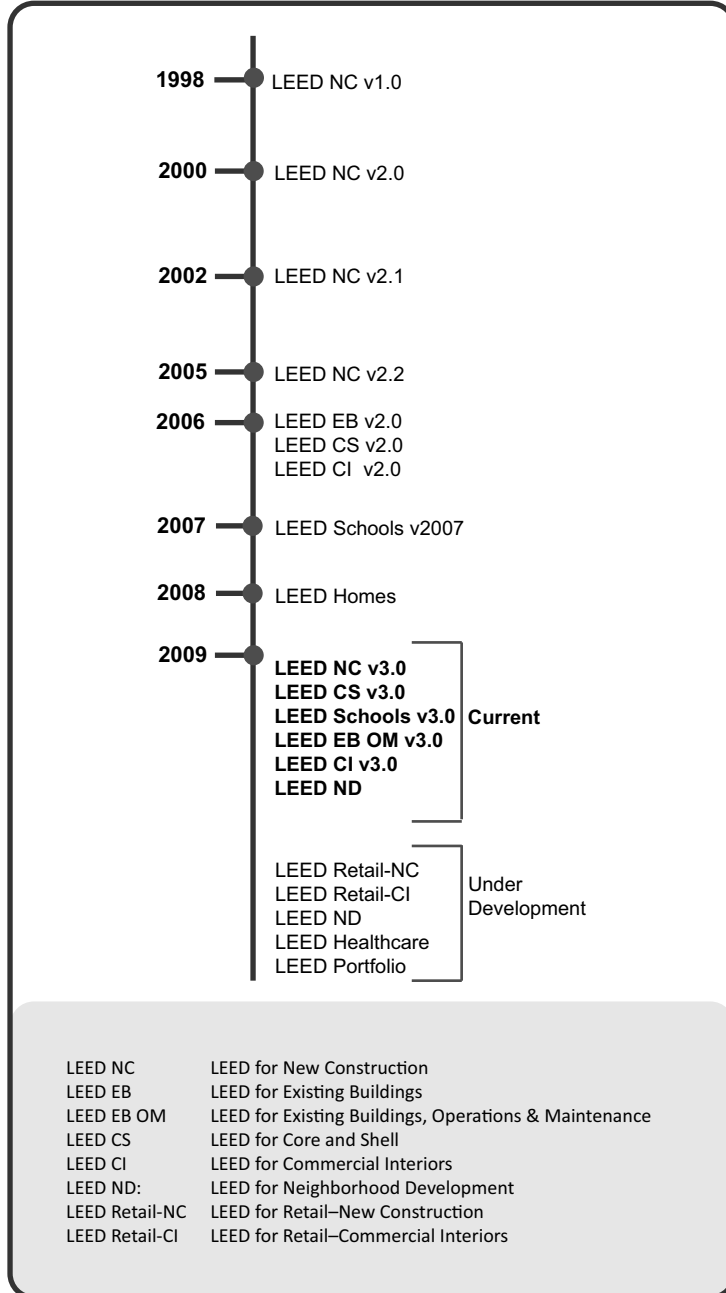 1998 LEED NC v1.0
2000 LEED NC v2.0
2002 LEED NC v2.1
2005 LEED NC v2.2
2006 LEED EB v2.0
LEED CS v2.0
LEED CI v2.0
2007 LEED Schools v2007
2008 LEED Homes
2009
LEED NC v3.0
LEED CS v3.0
LEED Schools v3.0
LEED EB OM v3.0
LEED CI v3.0
LEED ND
Current
LEED Retail-NC
LEED Retail-CI
LEED ND
LEED Healthcare
LEED Portfolio
Under
Development
LEED NC LEED for New Construction
LEED EB LEED for Existing Buildings
LEED EB OM LEED for Existing Buildings, Operations & Maintenance
LEED CS LEED for Core and Shell
LEED CI LEED for Commercial Interiors
LEED ND: LEED for Neighborhood Development
LEED Retail-NC LEED for Retail–New Construction
LEED Retail-CI LEED for Retail–Commercial Interiors